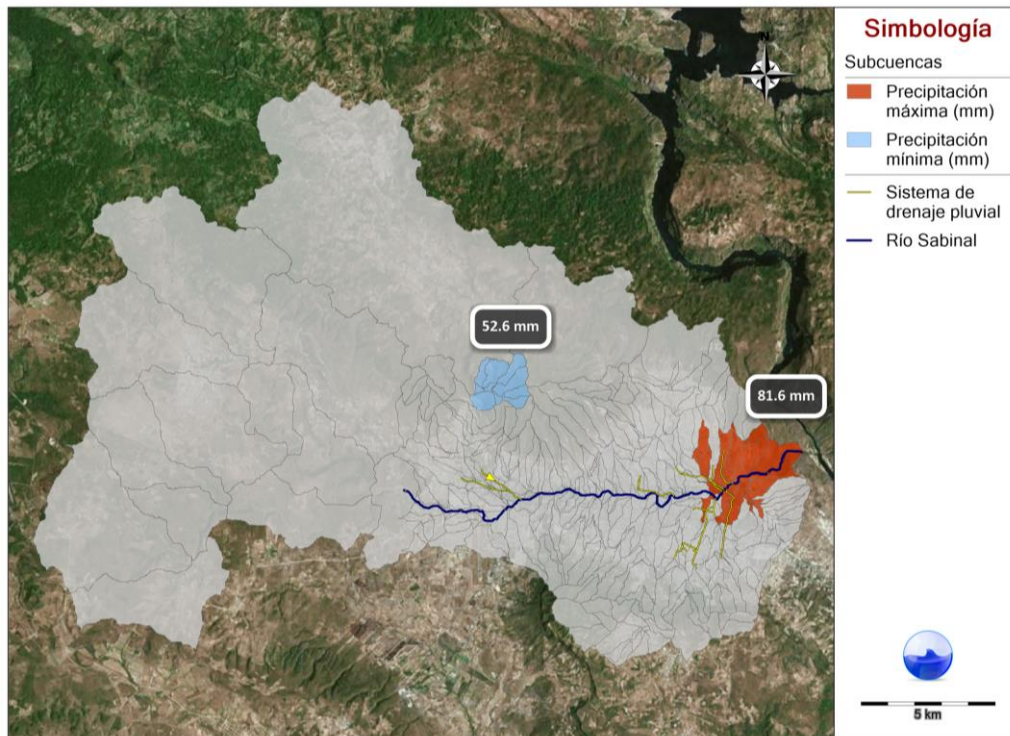 Simbología
Subcuencas
Precipitación
máxima (mm)
Precipitación
mínima (mm)
Sistema de
drenaje pluvial
Río Sabinal
N
52.6 mm
81.6 mm
5 km